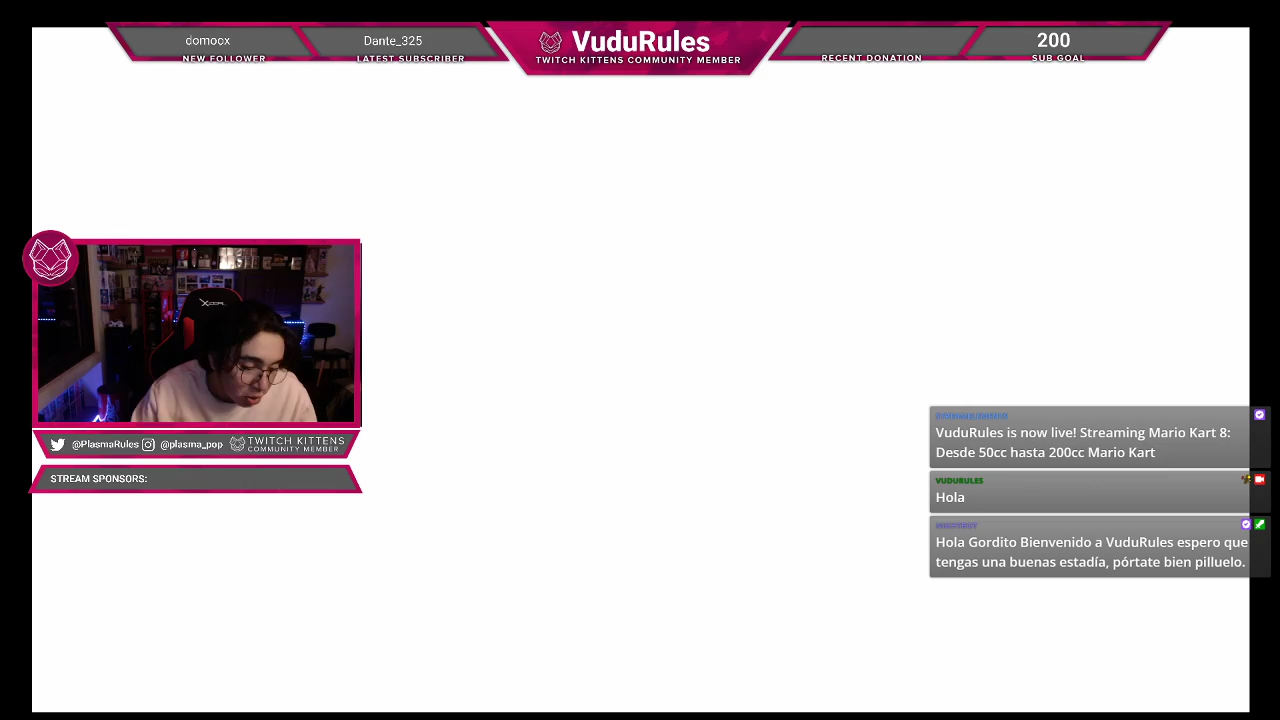 domocx
NEW FOLLOWER
Dante_325
LATEST SUBSCRIBER
VuduRules
TWITCH KITTENS COMMUNITY MEMBER
RECENT DONATION
200
SUB GOAL
@PlasmaRules @plasma_pop TWITCH KITTENS
COMMUNITY MEMBER
STREAM SPONSORS:
VuduRules is now live! Streaming Mario Kart 8:
Desde 50cc hasta 200cc Mario Kart
VUDURULES
Hola
Hola Gordito Bienvenido a VuduRules espero que
tengas una buenas estadía, pórtate bien pilluelo.